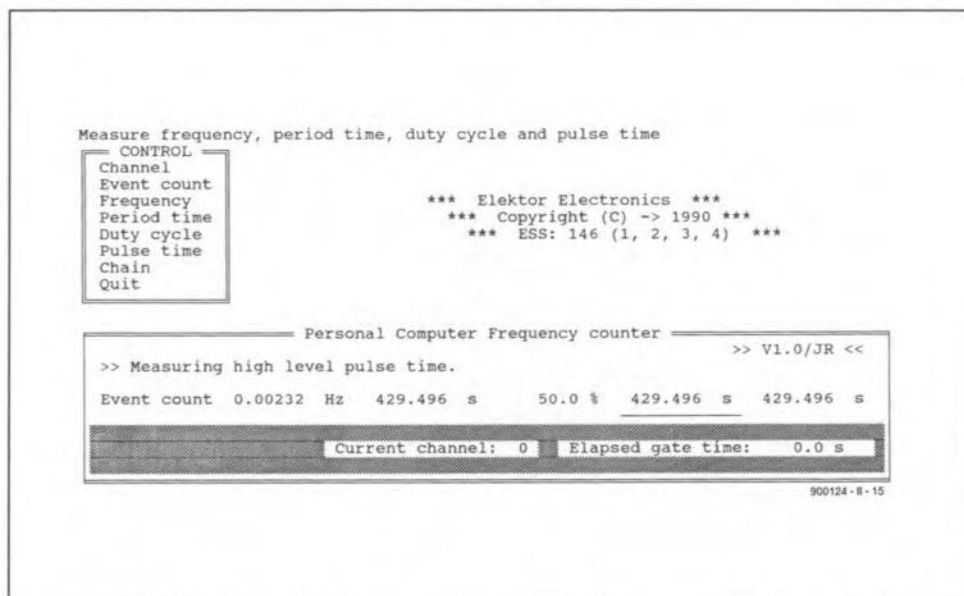 Measure frequency, period time, duty cycle and pulse time
CONTROL
Channel
Event count
Frequency
Period time
Duty cycle
Pulse time
Chain
Quit
*** Elektor Electronics ***
*** Copyright (C) -> 1990 ***
*** ESS: 146 (1, 2, 3, 4) ***
Personal Computer Frequency counter
>> V1.0/JR <<
>> Measuring high level pulse time.
Event count 0.00232 Hz 429.496 s 50.0 % 429.496 s 429.496 s
Current channel: 0 Elapsed gate time: 0.0 s
900124 - II - 15